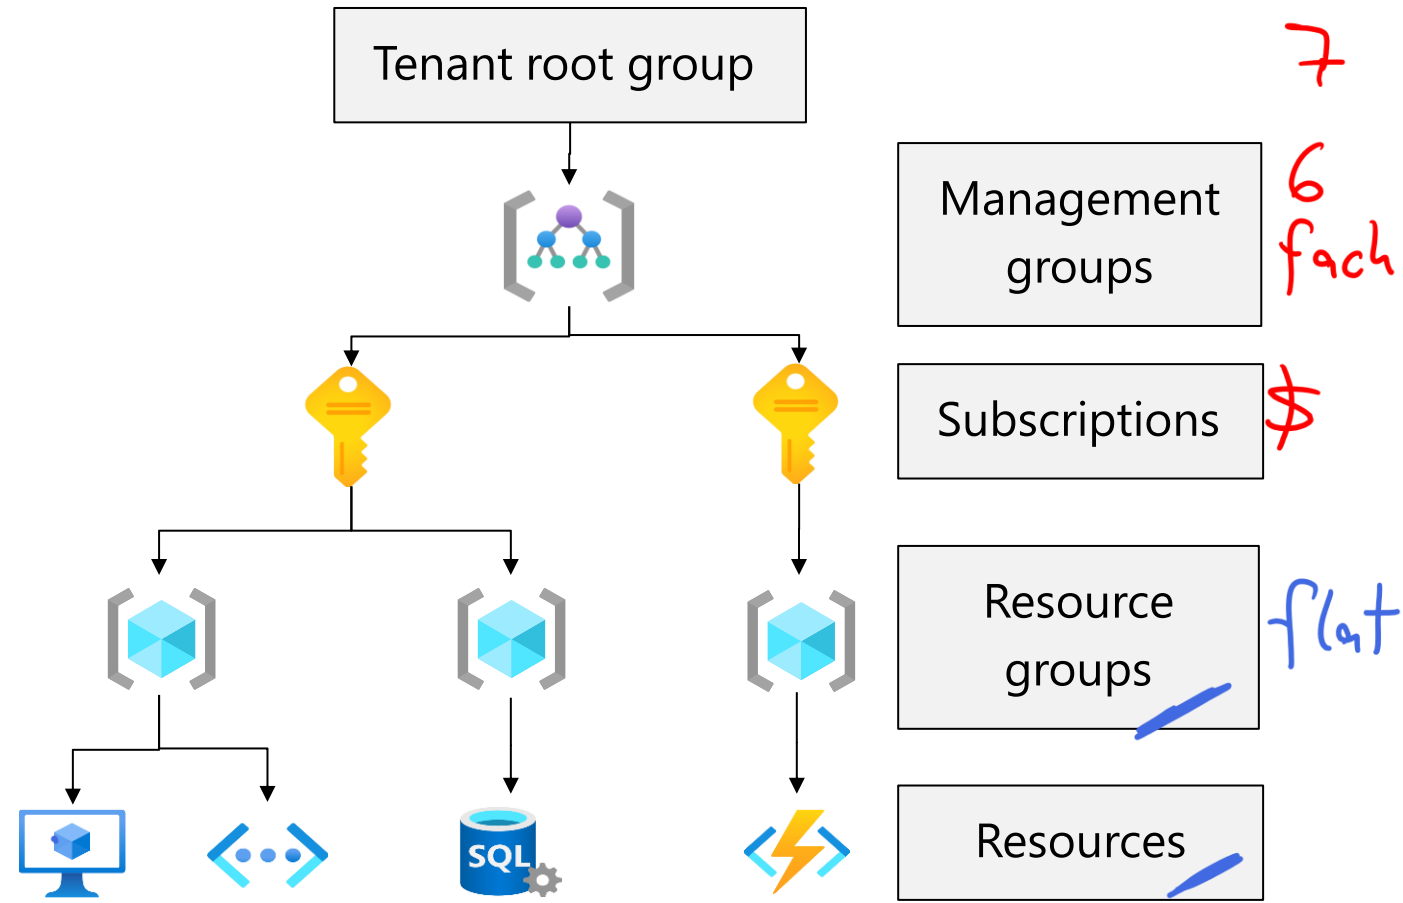 Tenant root group
7
Management
groups
6
fach
Subscriptions
$
Resource
groups
flat
SQL
Resources